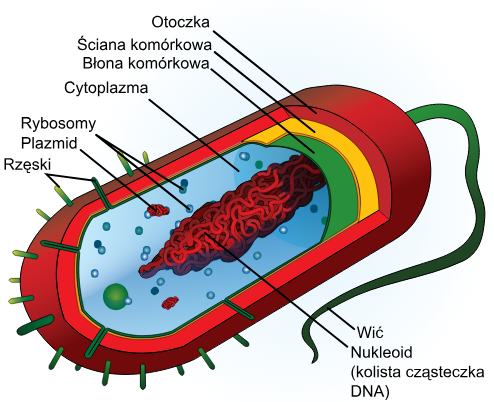 Otoczka
Ściana komórkowa
Błona komórkowa
Cytoplazma
Rybosomy
Plazmid
Rzęski
Wić
Nukleoid
(kolista cząsteczka
DNA)